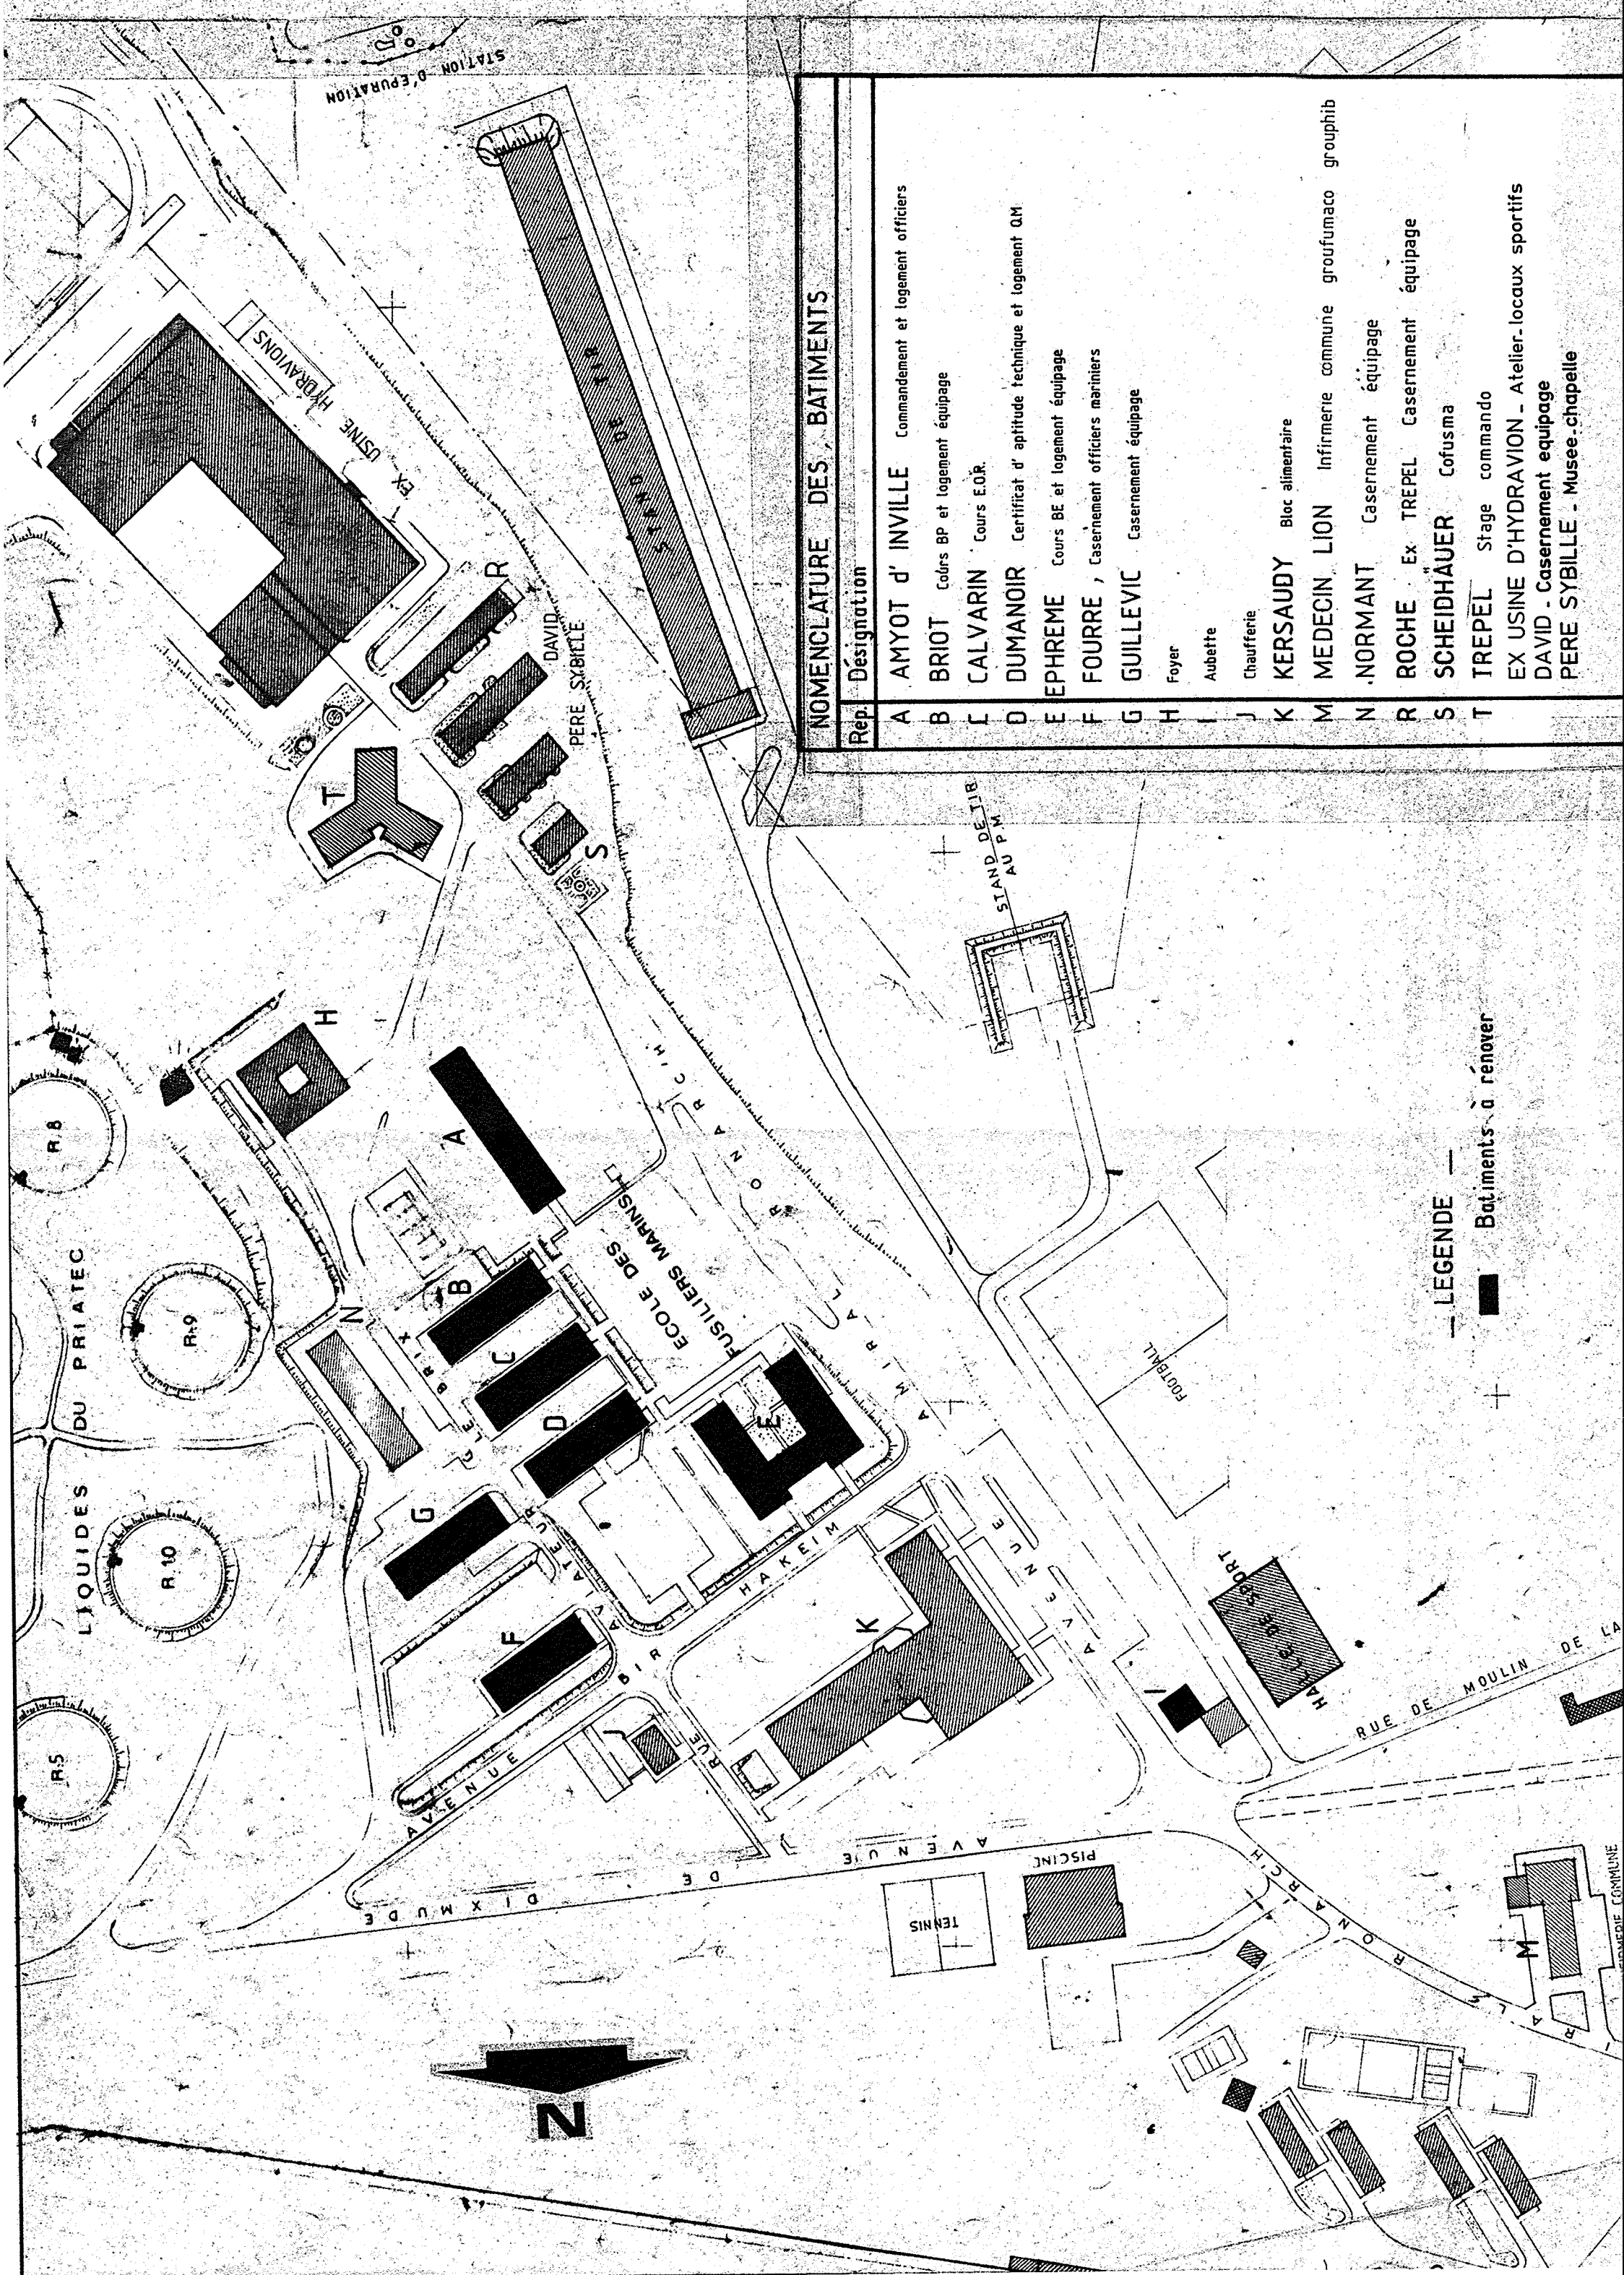 NOMENCLATURE DES BATIMENTS
Rep. Désignation
A AMYOT d' INVILLE Commandement et logement officiers
B BRIOT Cours BP et logement équipage
C CALVARIN Cours E.O.R.
D DUMANOIR Certificat d' aptitude technique et logement QM
E EPHREME Cours BE et logement équipage
F FOURRE, Casernement officiers mariniers
G GUILLEVIC Casernement équipage
H Foyer
I Aubette
J Chaufferie
K KERSAUDY Bloc alimentaire
M MEDECIN LION Infirmerie commune groufumaco grouphib
N NORMANT Casernement équipage
R ROCHE Ex TREPEL Casernement équipage
S SCHEIDHÄUER Cofusma
T TREPEL Stage commando
EX USINE D'HYDRAVION _ Atelier_locaux sportifs
DAVID - Casernement equipage
PERE SYBILLE - Musee.chapelle
— LEGENDE —
Batiments à rénover
STATION D'EPURATION
EX USINE HYDRAVIONS
STAND DE TIR
R
DAVID
PERE SYBILLE
T
S
STAND DE TIR
AU P.M.
H
R.8
R.9
R.10
R.5
LIQUIDES DU PRIATEC
A
B
C
D
E
F
G
N
K
I
J
M
ECOLE DES
FUSILIERS MARINS
GLE BRIX
AVENUE AVIATEUR
RUE BIR HAKEIM
AVENUE AMIRAL RONARC'H
FOOTBALL
HALLE DE SPORT
RUE DE MOULIN DE LA
AVENUE DE DIXMUDE
TENNIS
PISCINE
RONARC'H
N